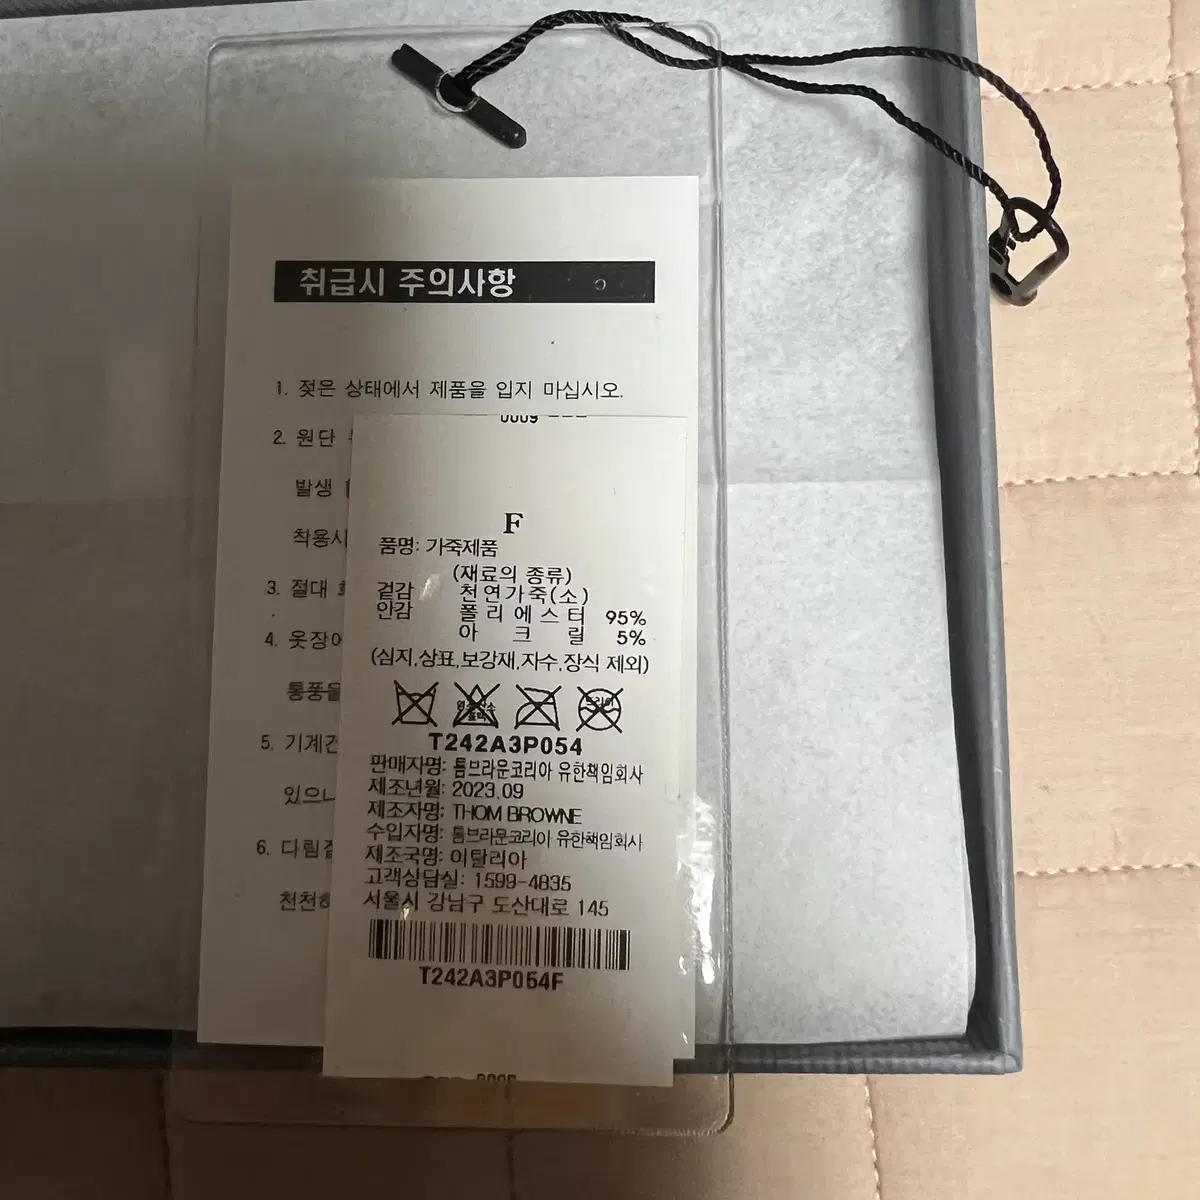 취급시 주의사항
1. 젖은 상태에서 제품을 입지 마십시오.
2. 원단
발생
착용시
3. 절대
4. 옷장에
통풍을
5. 기계건
있으니
6. 다림질
천천히
0009
F
품명: 가죽제품
(재료의 종류)
겉감 천연가죽(소)
안감 폴리에스터 95%
아크릴 5%
(심지,상표,보강재,자수,장식 제외)
T242A3P054
판매자명: 톰브라운코리아 유한책임회사
제조년월: 2023.09
제조자명: THOM BROWNE
수입자명: 톰브라운코리아 유한책임회사
제조국명: 이탈리아
고객상담실: 1599-4835
서울시 강남구 도산대로 145
T242A3P054F